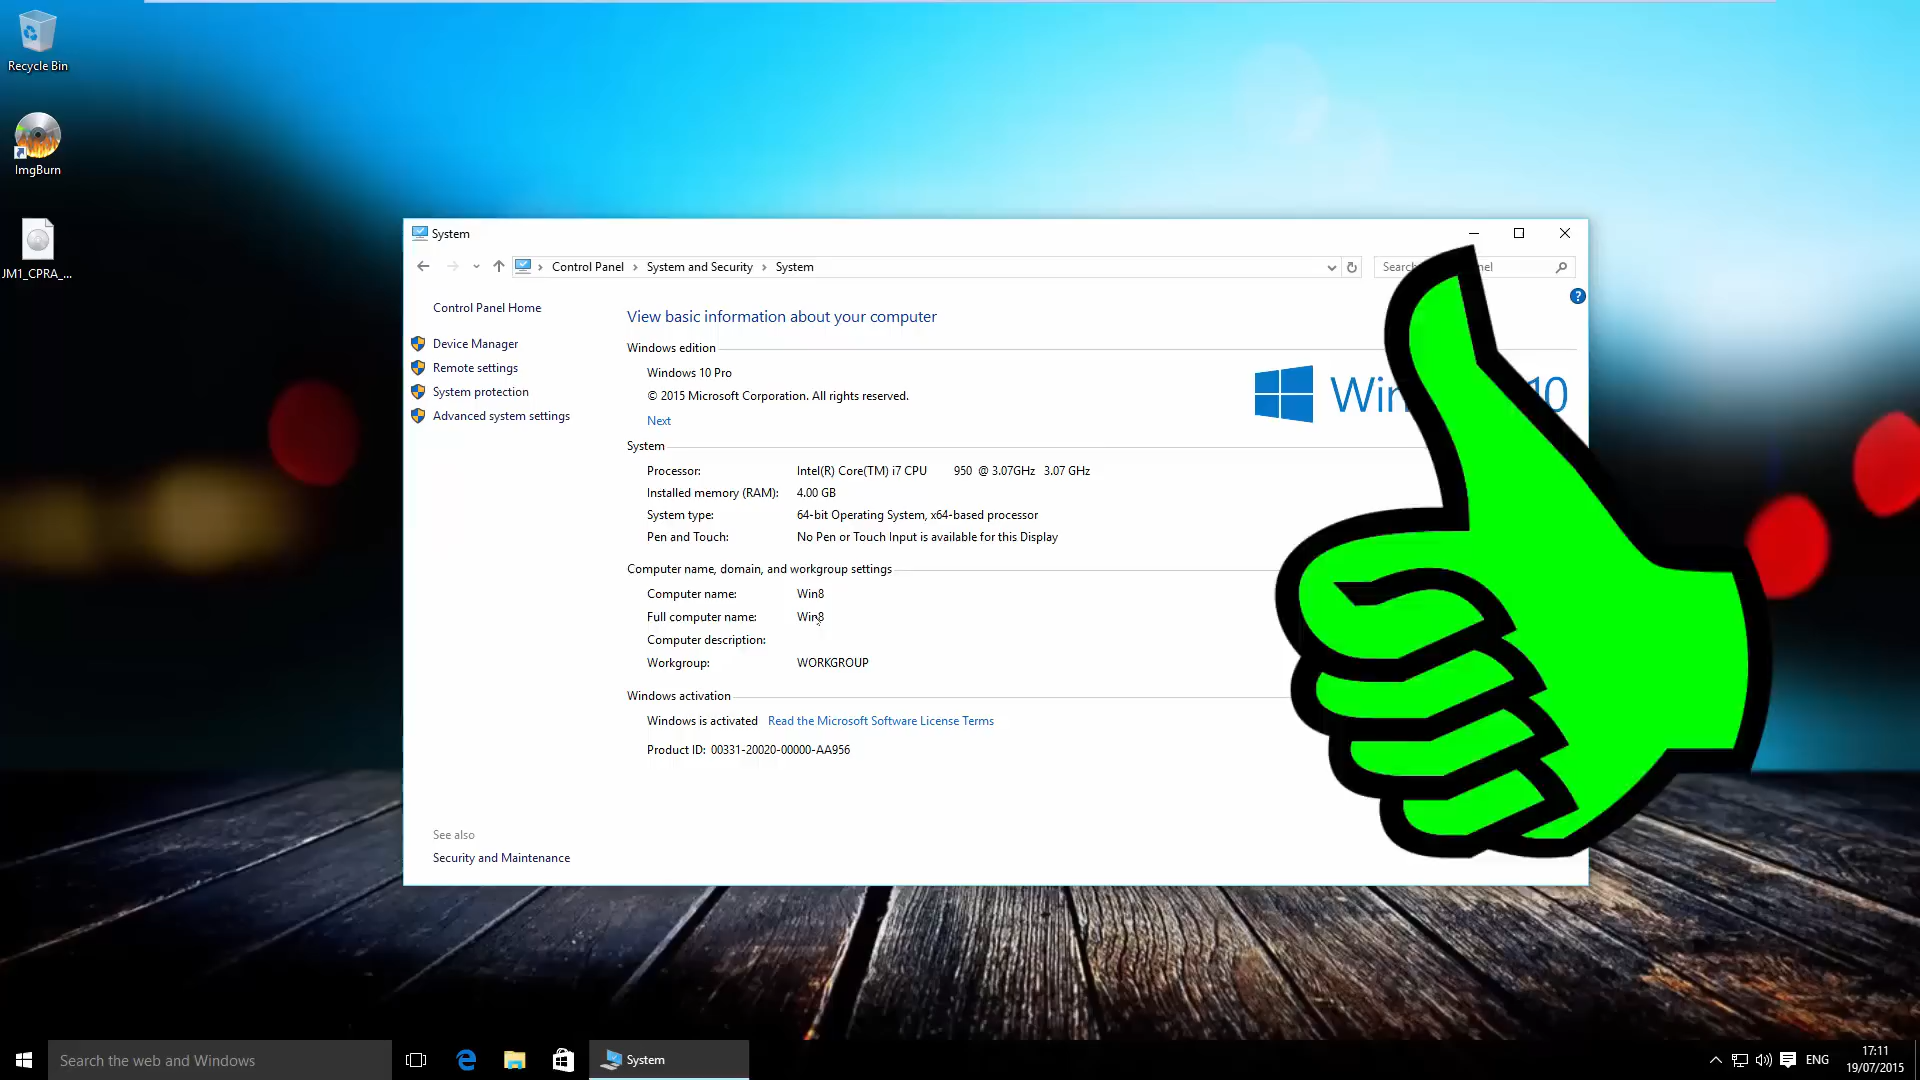 Recycle Bin
ImgBurn
JM1_CPRA_...
System
Control Panel
System and Security
System
Control Panel Home
Device Manager
Remote settings
System protection
Advanced system settings
See also
Security and Maintenance
View basic information about your computer
Windows edition
Windows 10 Pro
© 2015 Microsoft Corporation. All rights reserved.
Next
System
Processor: Intel(R) Core(TM) i7 CPU 950 @ 3.07GHz 3.07 GHz
Installed memory (RAM): 4.00 GB
System type: 64-bit Operating System, x64-based processor
Pen and Touch: No Pen or Touch Input is available for this Display
Computer name, domain, and workgroup settings
Computer name: Win8
Full computer name: Win8
Computer description:
Workgroup: WORKGROUP
Windows activation
Windows is activated Read the Microsoft Software License Terms
Product ID: 00331-20020-00000-AA956
Search the web and Windows
System
ENG
17:11
19/07/2015